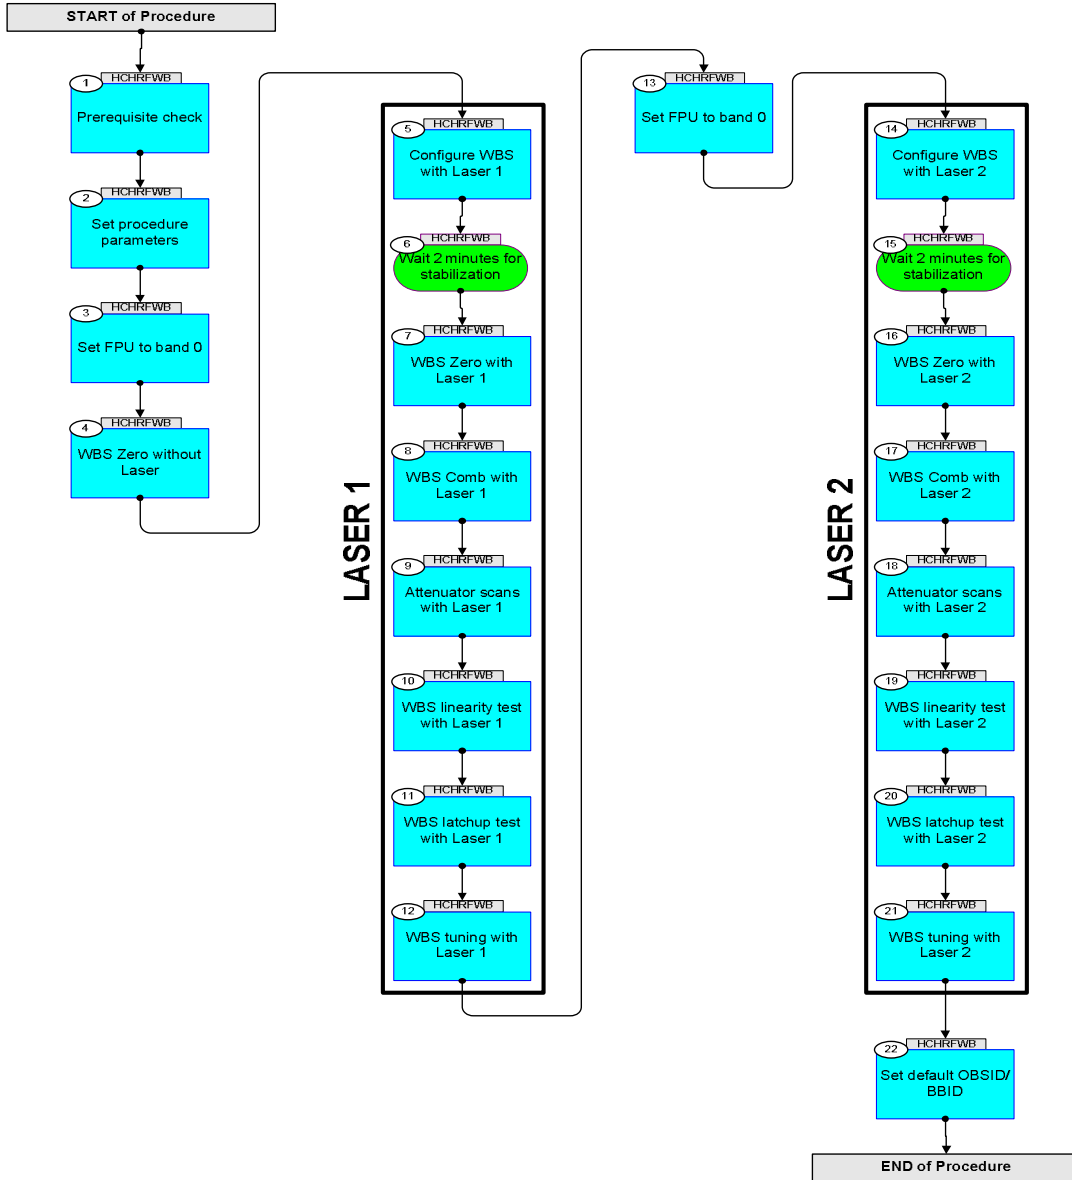 START of Procedure
HCHRFWB
1
Prerequisite check
HCHRFWB
2
Set procedure
parameters
HCHRFWB
3
Set FPU to band 0
HCHRFWB
4
WBS Zero without
Laser
LASER 1
HCHRFWB
5
Configure WBS
with Laser 1
HCHRFWB
6
Wait 2 minutes for
stabilization
HCHRFWB
7
WBS Zero with
Laser 1
HCHRFWB
8
WBS Comb with
Laser 1
HCHRFWB
9
Attenuator scans
with Laser 1
HCHRFWB
10
WBS linearity test
with Laser 1
HCHRFWB
11
WBS latchup test
with Laser 1
HCHRFWB
12
WBS tuning with
Laser 1
HCHRFWB
13
Set FPU to band 0
LASER 2
HCHRFWB
14
Configure WBS
with Laser 2
HCHRFWB
15
Wait 2 minutes for
stabilization
HCHRFWB
16
WBS Zero with
Laser 2
HCHRFWB
17
WBS Comb with
Laser 2
HCHRFWB
18
Attenuator scans
with Laser 2
HCHRFWB
19
WBS linearity test
with Laser 2
HCHRFWB
20
WBS latchup test
with Laser 2
HCHRFWB
21
WBS tuning with
Laser 2
HCHRFWB
22
Set default OBSID/
BBID
END of Procedure